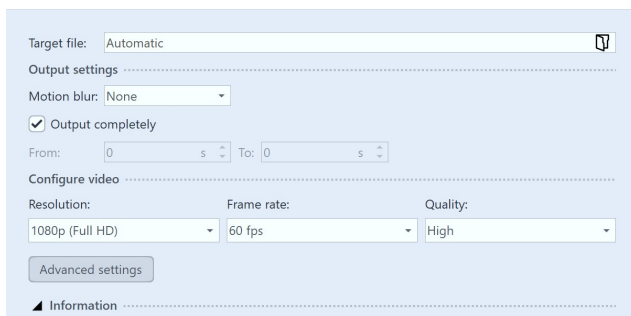 Target file: Automatic
Output settings
Motion blur: None
Output completely
From: 0 s To: 0 s
Configure video
Resolution: Frame rate: Quality:
1080p (Full HD) 60 fps High
Advanced settings
Information